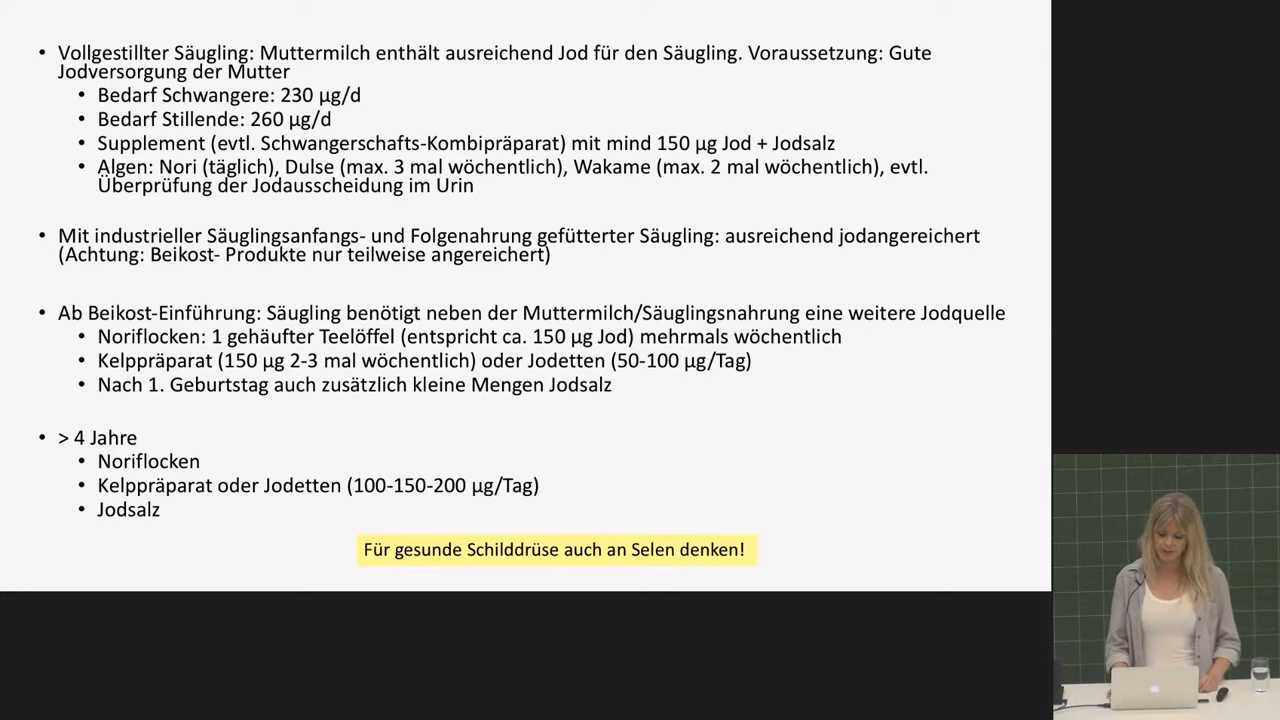 • Vollgestillter Säugling: Muttermilch enthält ausreichend Jod für den Säugling. Voraussetzung: Gute
Jodversorgung der Mutter
• Bedarf Schwangere: 230 µg/d
• Bedarf Stillende: 260 µg/d
• Supplement (evtl. Schwangerschafts-Kombipräparat) mit mind 150 µg Jod + Jodsalz
• Algen: Nori (täglich), Dulse (max. 3 mal wöchentlich), Wakame (max. 2 mal wöchentlich), evtl.
Überprüfung der Jodausscheidung im Urin
• Mit industrieller Säuglingsanfangs- und Folgenahrung gefütterter Säugling: ausreichend jodangereichert
(Achtung: Beikost- Produkte nur teilweise angereichert)
• Ab Beikost-Einführung: Säugling benötigt neben der Muttermilch/Säuglingsnahrung eine weitere Jodquelle
• Noriflocken: 1 gehäufter Teelöffel (entspricht ca. 150 µg Jod) mehrmals wöchentlich
• Kelppräparat (150 µg 2-3 mal wöchentlich) oder Jodetten (50-100 µg/Tag)
• Nach 1. Geburtstag auch zusätzlich kleine Mengen Jodsalz
• > 4 Jahre
• Noriflocken
• Kelppräparat oder Jodetten (100-150-200 µg/Tag)
• Jodsalz
Für gesunde Schilddrüse auch an Selen denken!